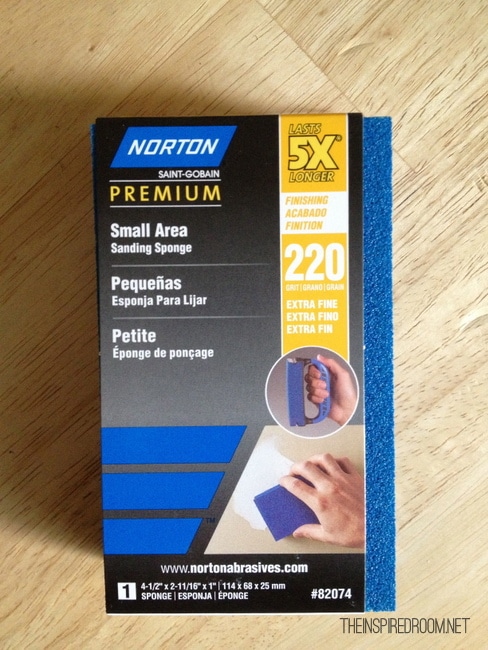 NORTON
SAINT-GOBAIN
PREMIUM
Small Area
Sanding Sponge
Pequeñas
Esponja Para Lijar
Petite
Éponge de ponçage
LASTS
5X®
LONGER
FINISHING
ACABADO
FINITION
220
GRIT | GRANO | GRAIN
EXTRA FINE
EXTRA FINO
EXTRA FIN
TM
www.nortonabrasives.com
1 4-1/2" x 2-11/16" x 1" | 114 x 68 x 25 mm
SPONGE | ESPONJA | ÉPONGE #82074
THEINSPIREDROOM.NET